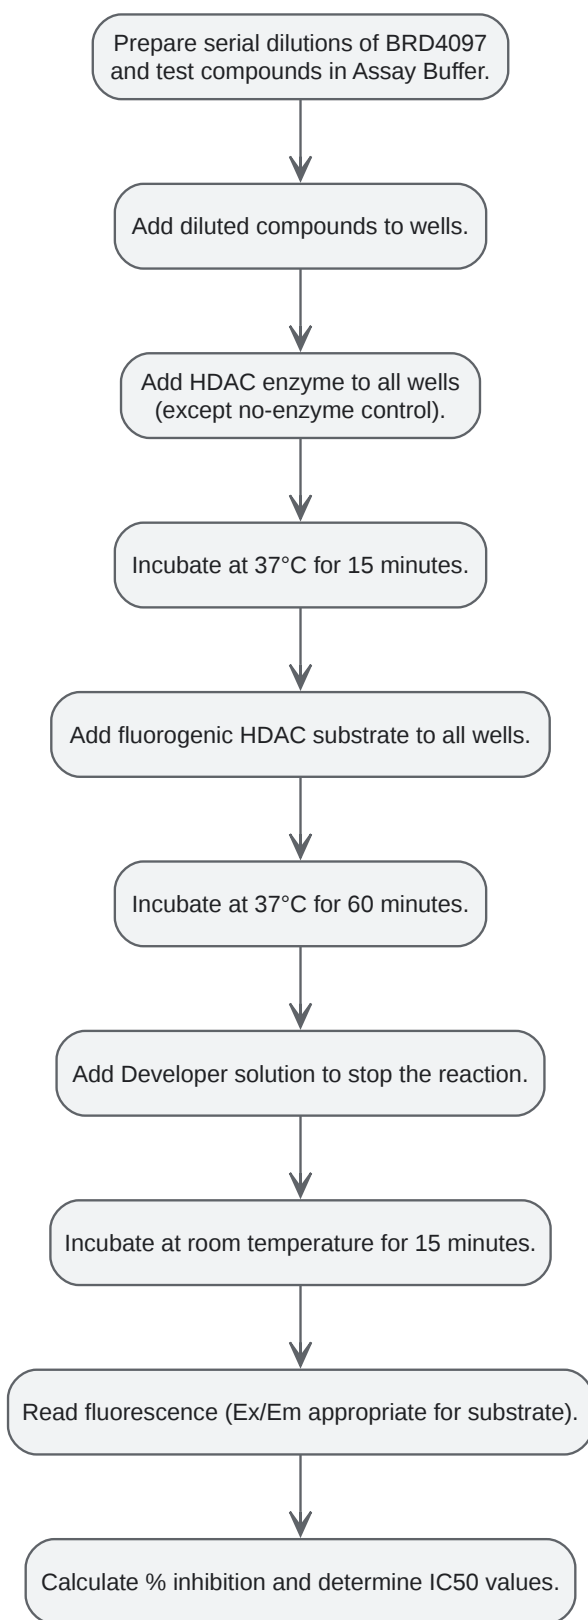 Prepare serial dilutions of BRD4097
and test compounds in Assay Buffer.
Add diluted compounds to wells.
Add HDAC enzyme to all wells
(except no-enzyme control).
Incubate at 37°C for 15 minutes.
Add fluorogenic HDAC substrate to all wells.
Incubate at 37°C for 60 minutes.
Add Developer solution to stop the reaction.
Incubate at room temperature for 15 minutes.
Read fluorescence (Ex/Em appropriate for substrate).
Calculate % inhibition and determine IC50 values.